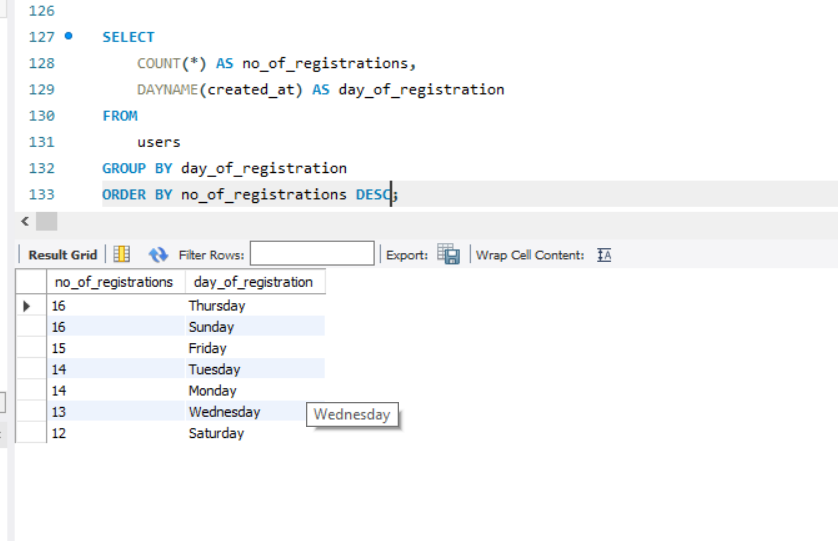 126
127 SELECT
128 COUNT(*) AS no_of_registrations,
129 DAYNAME(created_at) AS day_of_registration
130 FROM
131 users
132 GROUP BY day_of_registration
133 ORDER BY no_of_registrations DESC;
Result Grid Filter Rows: Export: Wrap Cell Content:
no_of_registrations day_of_registration
16 Thursday
16 Sunday
15 Friday
14 Tuesday
14 Monday
13 Wednesday Wednesday
12 Saturday